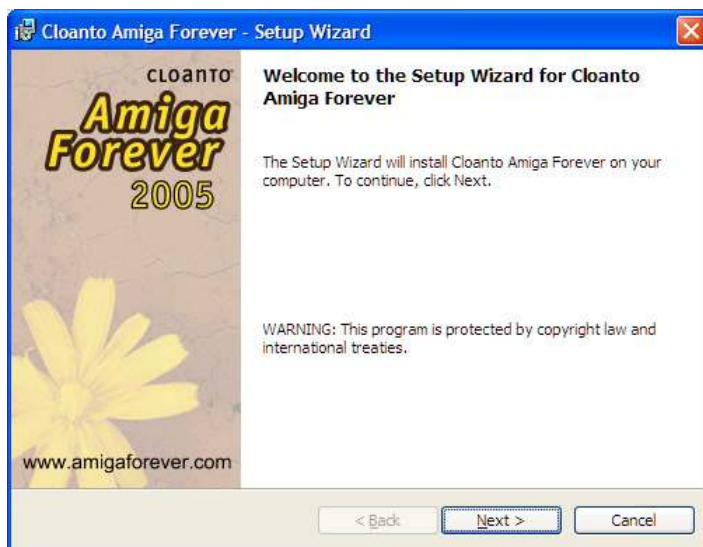 Cloanto Amiga Forever - Setup Wizard
CLOANTO
Amiga
Forever
2005
www.amigaforever.com
Welcome to the Setup Wizard for Cloanto
Amiga Forever
The Setup Wizard will install Cloanto Amiga Forever on your
computer. To continue, click Next.
WARNING: This program is protected by copyright law and
international treaties.
< Back
Next >
Cancel